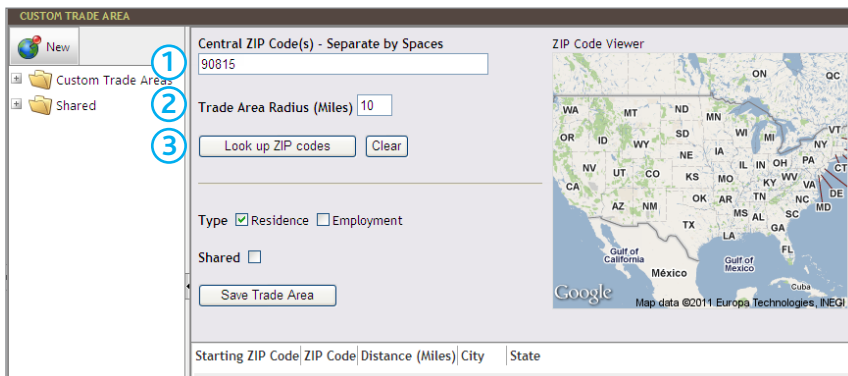 CUSTOM TRADE AREA
New
Custom Trade Areas
Shared
1
Central ZIP Code(s) - Separate by Spaces
90815
2
Trade Area Radius (Miles) 10
3
Look up ZIP codes Clear
Type Residence Employment
Shared
Save Trade Area
ZIP Code Viewer
ON QC
WA MT ND MN
OR ID WY SD WI MI VT
NY
NE IA
NV UT CO IL IN OH PA CT
KS MO WV
CA KY VA DE
AZ NM OK AR TN NC MD
MS AL SC
TX GA
LA
FL
Gulf of
California
Gulf of
Mexico
México
Cuba
Google
Map data ©2011 Europa Technologies, INEGI
Starting ZIP Code ZIP Code Distance (Miles) City State